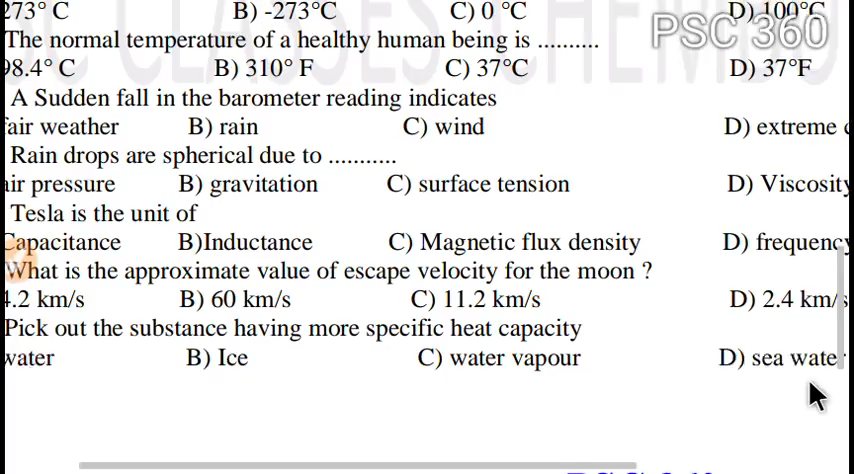 273° C B) -273°C C) 0 °C D) 100°C
PSC 360
The normal temperature of a healthy human being is ..........
98.4° C B) 310° F C) 37°C D) 37°F
A Sudden fall in the barometer reading indicates
fair weather B) rain C) wind D) extreme
Rain drops are spherical due to ...........
air pressure B) gravitation C) surface tension D) Viscosity
Tesla is the unit of
Capacitance B)Inductance C) Magnetic flux density D) frequency
What is the approximate value of escape velocity for the moon ?
4.2 km/s B) 60 km/s C) 11.2 km/s D) 2.4 km/s
Pick out the substance having more specific heat capacity
water B) Ice C) water vapour D) sea water